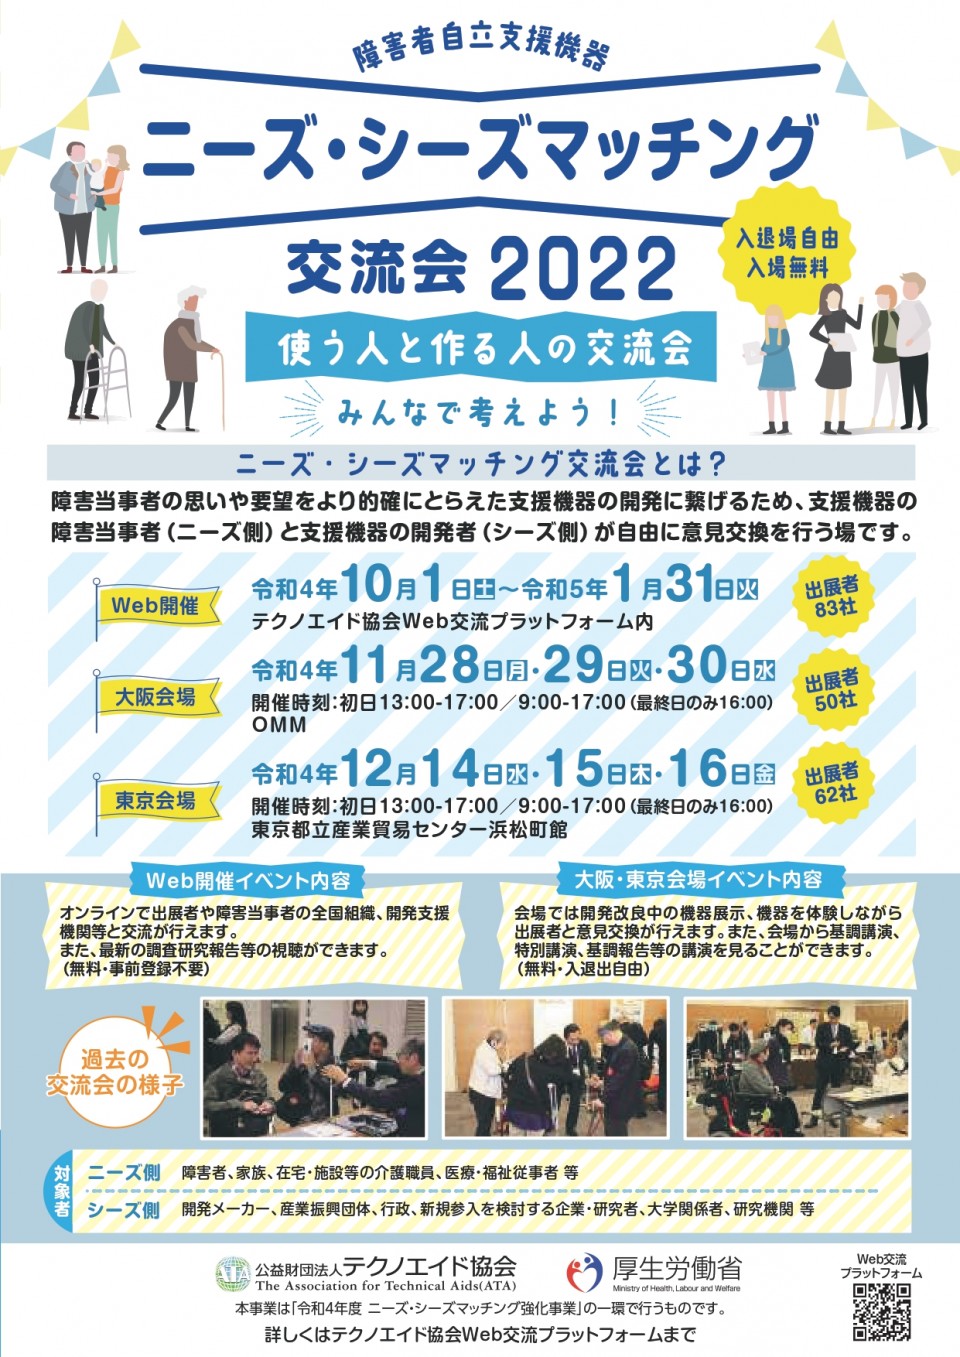 障害者自立支援機器
ニーズ・シーズマッチング
交流会 2022
入退場自由
入場無料
使う人と作る人の交流会
みんなで考えよう！
ニーズ・シーズマッチング交流会とは？
障害当事者の思いや要望をより的確にとらえた支援機器の開発に繋げるため、支援機器の
障害当事者（ニーズ側）と支援機器の開発者（シーズ側）が自由に意見交換を行う場です。
Web開催
令和4年10月1日土～令和5年1月31日火
テクノエイド協会Web交流プラットフォーム内
出展者
83社
大阪会場
令和4年11月28日月・29日火・30日水
開催時刻：初日13:00-17:00／9:00-17:00（最終日のみ16:00）
OMM
出展者
50社
東京会場
令和4年12月14日水・15日木・16日金
開催時刻：初日13:00-17:00／9:00-17:00（最終日のみ16:00）
東京都立産業貿易センター浜松町館
出展者
62社
Web開催イベント内容
オンラインで出展者や障害当事者の全国組織、開発支援
機関等と交流が行えます。
また、最新の調査研究報告等の視聴ができます。
（無料・事前登録不要）
大阪・東京会場イベント内容
会場では開発改良中の機器展示、機器を体験しながら
出展者と意見交換が行えます。また、会場から基調講演、
特別講演、基調報告等の講演を見ることができます。
（無料・入退出自由）
過去の
交流会の様子
対象者
ニーズ側 障害者、家族、在宅・施設等の介護職員、医療・福祉従事者 等
シーズ側 開発メーカー、産業振興団体、行政、新規参入を検討する企業・研究者、大学関係者、研究機関 等
ATA
公益財団法人テクノエイド協会
The Association for Technical Aids(ATA)
厚生労働省
Ministry of Health, Labour and Welfare
Web交流
プラットフォーム
本事業は「令和4年度 ニーズ・シーズマッチング強化事業」の一環で行うものです。
詳しくはテクノエイド協会Web交流プラットフォームまで